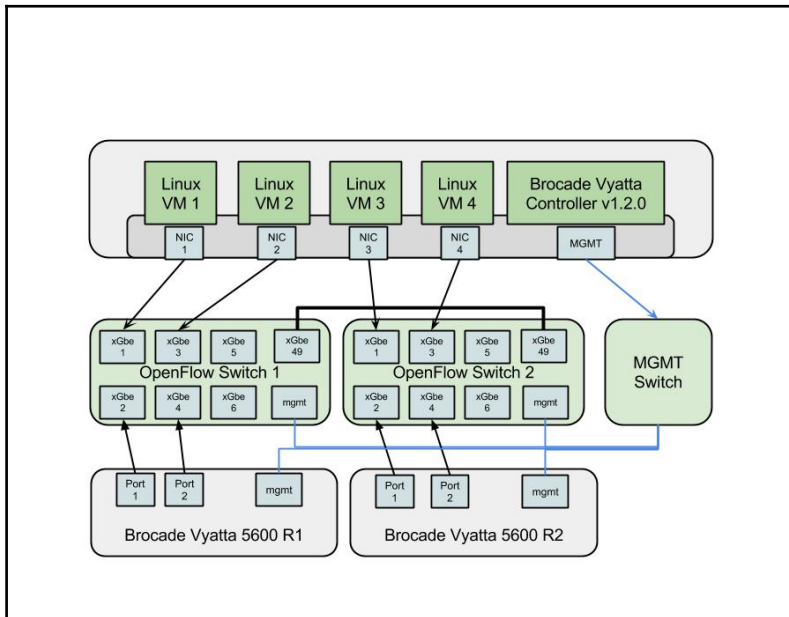 Linux
VM 1
Linux
VM 2
Linux
VM 3
Linux
VM 4
Brocade Vyatta
Controller v1.2.0
NIC
1
NIC
2
NIC
3
NIC
4
MGMT
xGbe
1
xGbe
3
xGbe
5
xGbe
49
OpenFlow Switch 1
xGbe
2
xGbe
4
xGbe
6
mgmt
xGbe
1
xGbe
3
xGbe
5
xGbe
49
OpenFlow Switch 2
xGbe
2
xGbe
4
xGbe
6
mgmt
MGMT
Switch
Port
1
Port
2
mgmt
Brocade Vyatta 5600 R1
Port
1
Port
2
mgmt
Brocade Vyatta 5600 R2